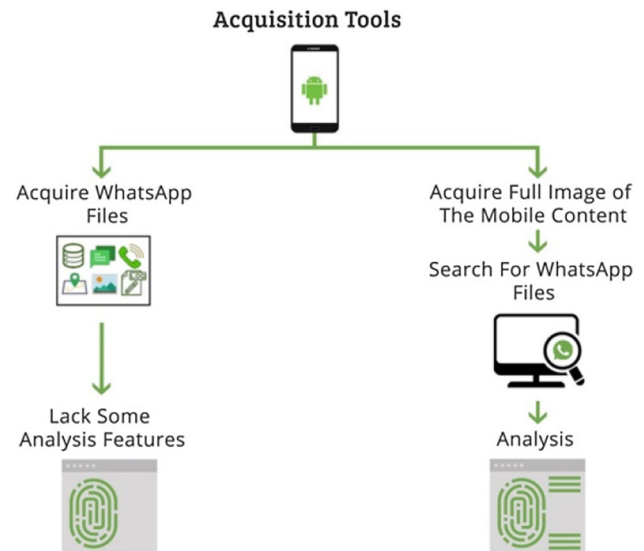 Acquisition Tools
Acquire WhatsApp
Files
Acquire Full Image of
The Mobile Content
Search For WhatsApp
Files
Lack Some
Analysis Features
Analysis